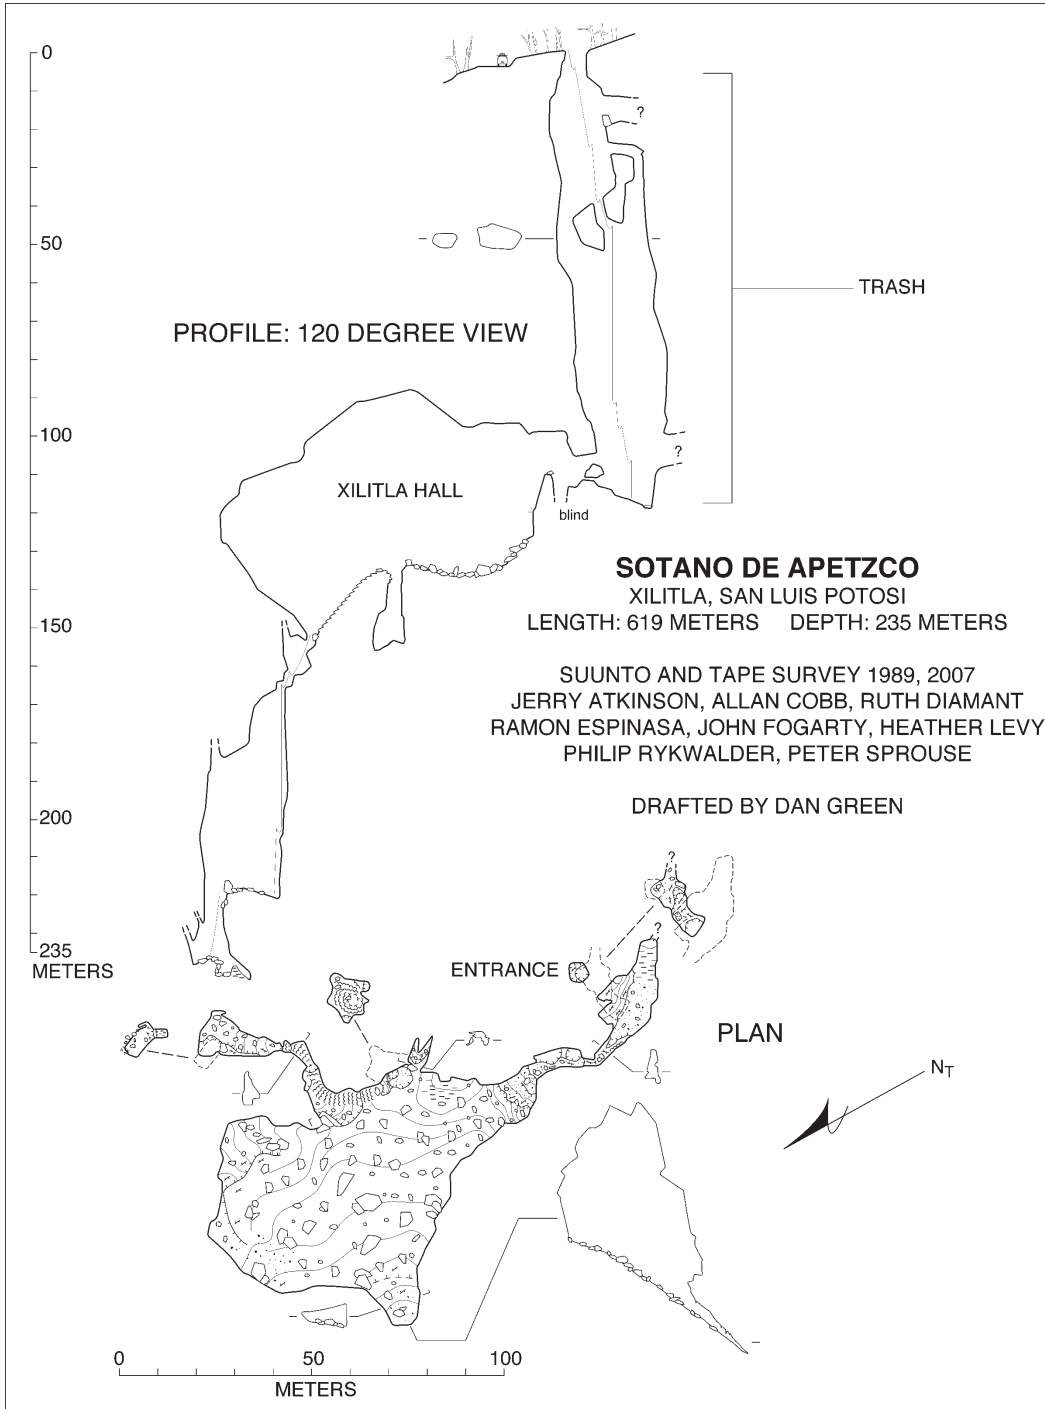 0
?
50
TRASH
PROFILE: 120 DEGREE VIEW
100
?
XILITLA HALL
blind
SOTANO DE APETZCO
XILITLA, SAN LUIS POTOSI
LENGTH: 619 METERS DEPTH: 235 METERS
150
SUUNTO AND TAPE SURVEY 1989, 2007
JERRY ATKINSON, ALLAN COBB, RUTH DIAMANT
RAMON ESPINASA, JOHN FOGARTY, HEATHER LEVY
PHILIP RYKWALDER, PETER SPROUSE
DRAFTED BY DAN GREEN
200
?
?
235
METERS
ENTRANCE
PLAN
NT
0 50 100
METERS